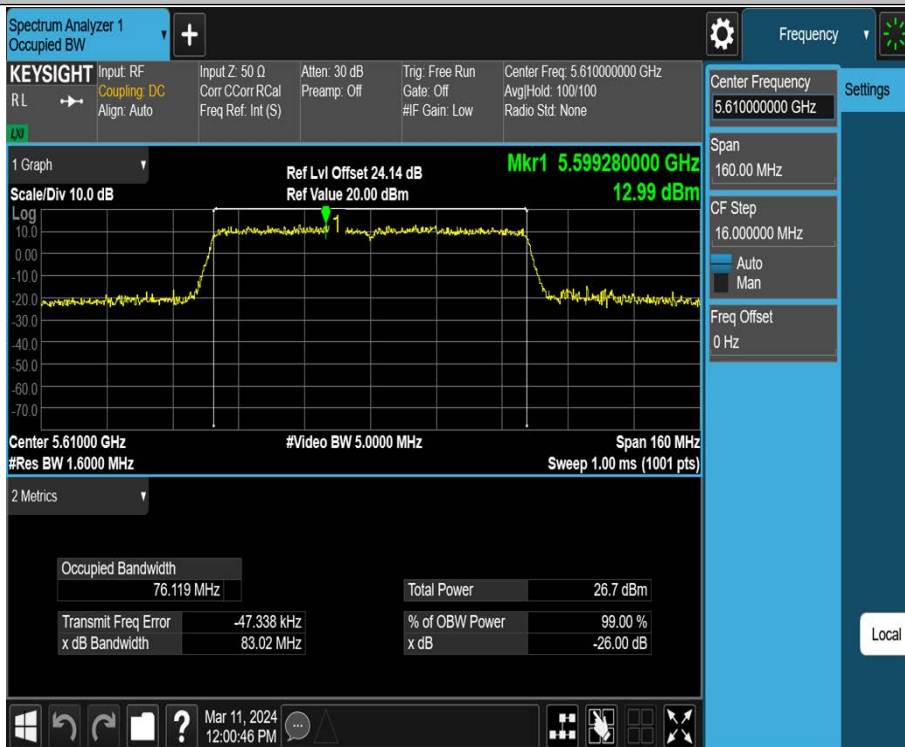 Spectrum Analyzer 1
Occupied BW
Frequency
KEYSIGHT
RL
LXI
Input: RF
Coupling: DC
Align: Auto
Input Z: 50 Ω
Corr CCorr RCal
Freq Ref: Int (S)
Atten: 30 dB
Preamp: Off
Trig: Free Run
Gate: Off
#IF Gain: Low
Center Freq: 5.610000000 GHz
Avg|Hold: 100/100
Radio Std: None
Center Frequency
5.610000000 GHz
Settings
Span
160.00 MHz
CF Step
16.000000 MHz
Auto
Man
Freq Offset
0 Hz
Local
1 Graph
Scale/Div 10.0 dB
Ref Lvl Offset 24.14 dB
Ref Value 20.00 dBm
Mkr1 5.599280000 GHz
12.99 dBm
Log
1
10.0
0.00
-10.0
-20.0
-30.0
-40.0
-50.0
-60.0
-70.0
Center 5.61000 GHz
#Video BW 5.0000 MHz
Span 160 MHz
#Res BW 1.6000 MHz
Sweep 1.00 ms (1001 pts)
2 Metrics
Occupied Bandwidth
76.119 MHz
Total Power 26.7 dBm
Transmit Freq Error -47.338 kHz
% of OBW Power 99.00 %
x dB Bandwidth 83.02 MHz
x dB -26.00 dB
?
Mar 11, 2024
12:00:46 PM